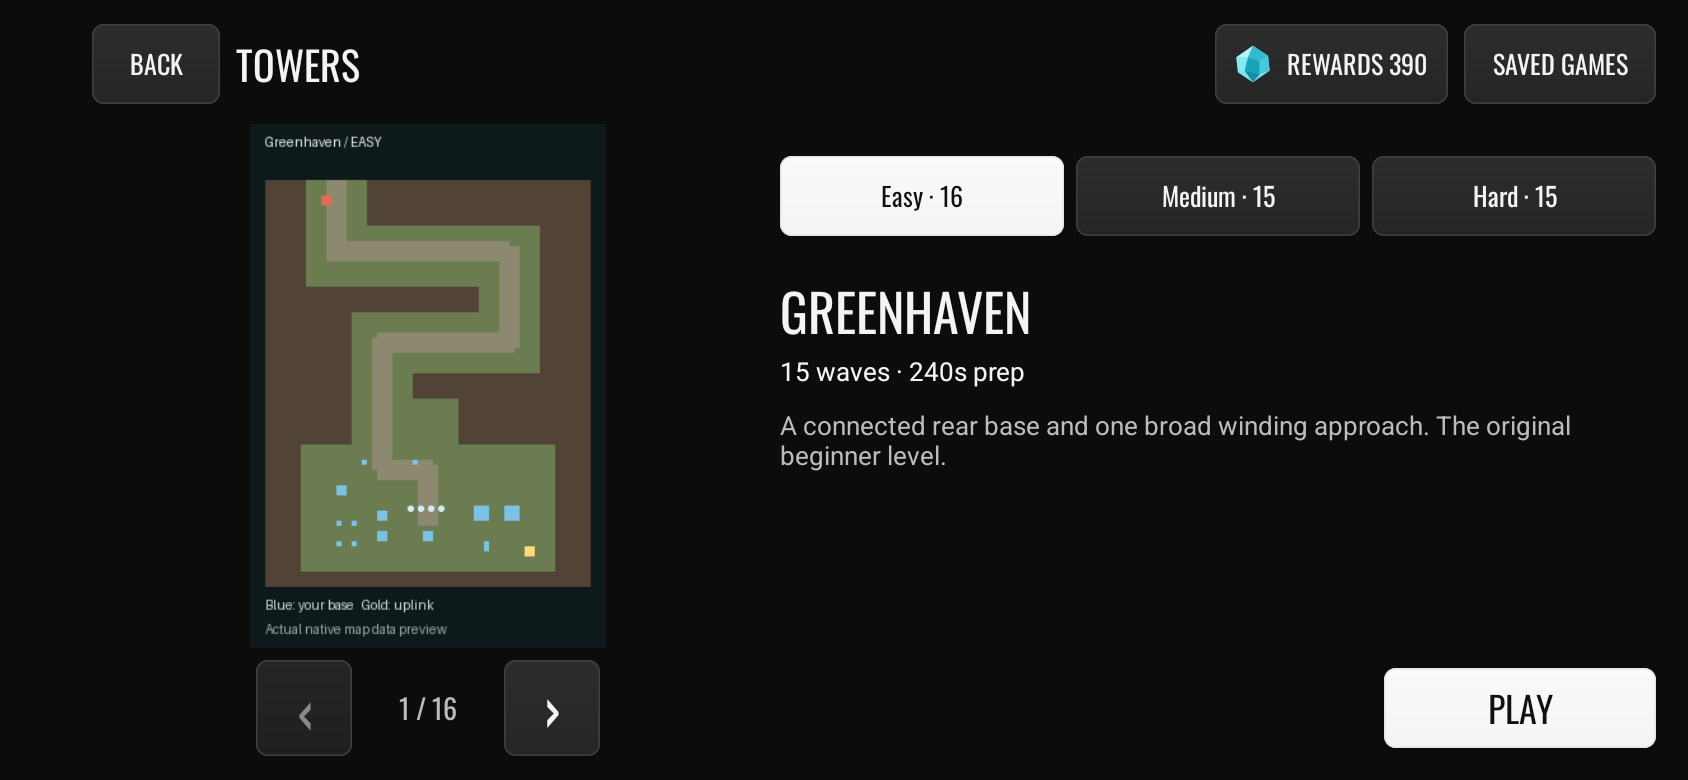 BACK
TOWERS
REWARDS 390
SAVED GAMES
Greenhaven / EASY
Blue: your base  Gold: uplink
Actual native map data preview
‹
1 / 16
›
Easy · 16
Medium · 15
Hard · 15
GREENHAVEN
15 waves · 240s prep
A connected rear base and one broad winding approach. The original
beginner level.
PLAY